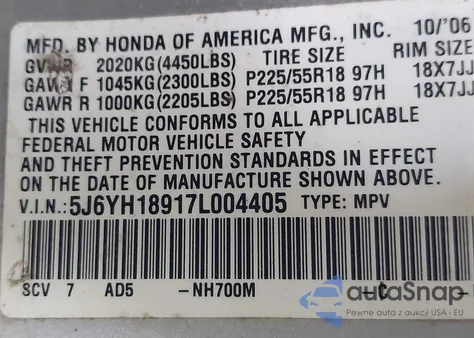 MFD. BY HONDA OF AMERICA MFG., INC. 10/'06
GVWR 2020KG(4450LBS) TIRE SIZE RIM SIZE
GAWR F 1045KG(2300LBS) P225/55R18 97H 18X7JJ
GAWR R 1000KG(2205LBS) P225/55R18 97H 18X7JJ
THIS VEHICLE CONFORMS TO ALL APPLICABLE
FEDERAL MOTOR VEHICLE SAFETY
AND THEFT PREVENTION STANDARDS IN EFFECT
ON THE DATE OF MANUFACTURE SHOWN ABOVE.
V.I.N.: 5J6YH18917L004405 TYPE: MPV
SCV 7 AD5 -NH700M -C -
autoSnap
Pewne auta z aukcji USA i EU